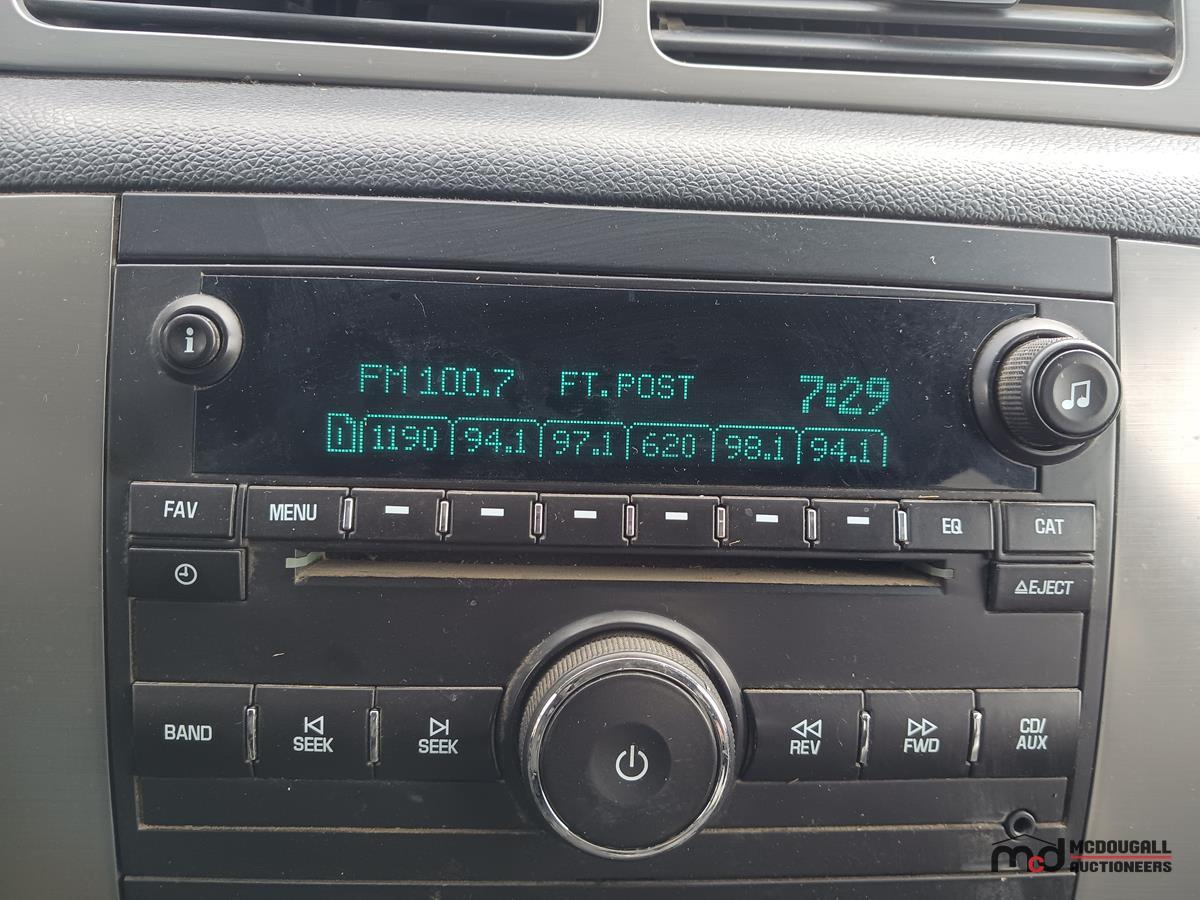 i
FM 100.7 FT.POST 7:29
1 1190 94.1 97.1 620 98.1 94.1
FAV MENU EQ CAT
EJECT
BAND SEEK SEEK REV FWD CD/AUX
mcd MCDOUGALL
AUCTIONEERS